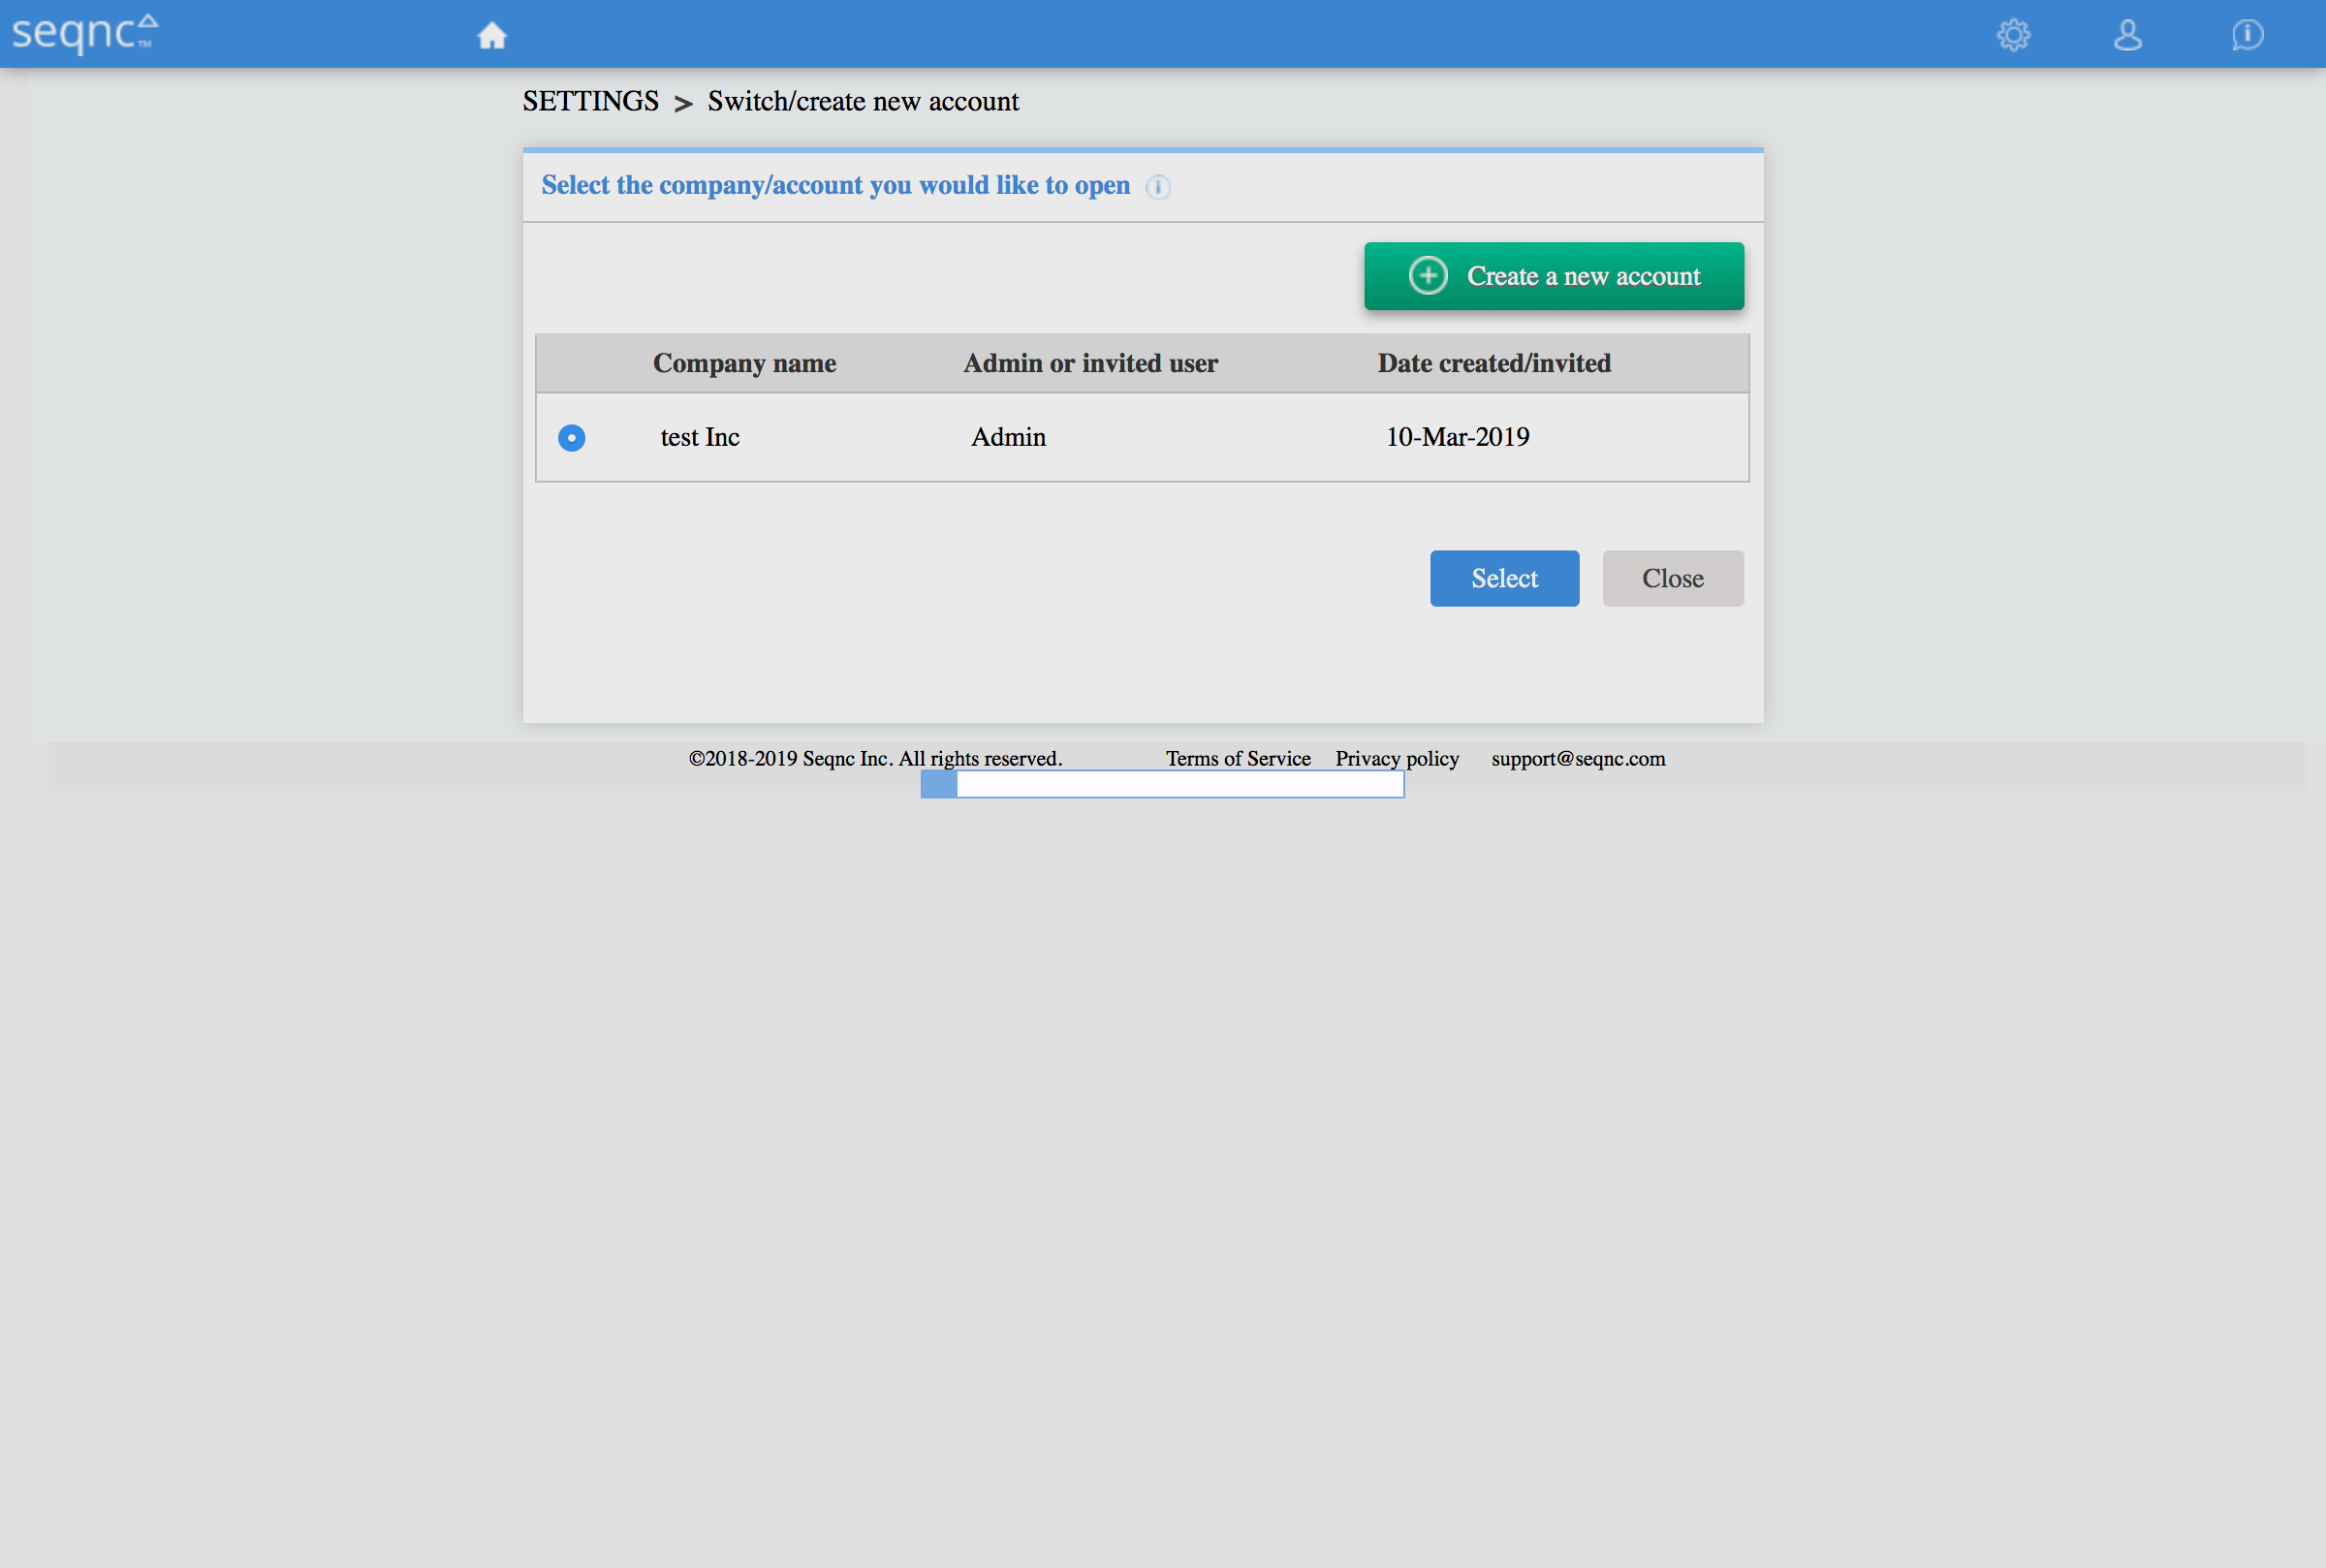 seqnc™
SETTINGS > Switch/create new account
Select the company/account you would like to open
Create a new account
Company name Admin or invited user Date created/invited
test Inc Admin 10-Mar-2019
Select Close
©2018-2019 Seqnc Inc. All rights reserved. Terms of Service Privacy policy support@seqnc.com